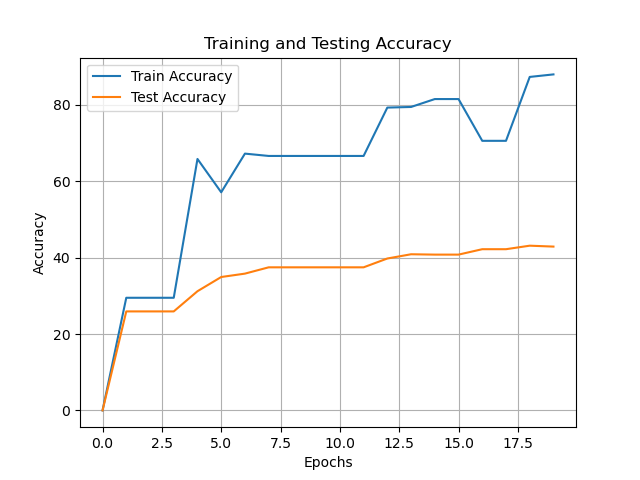 Training and Testing Accuracy
Train Accuracy
Test Accuracy
80
60
40
20
0
Accuracy
0.0 2.5 5.0 7.5 10.0 12.5 15.0 17.5
Epochs